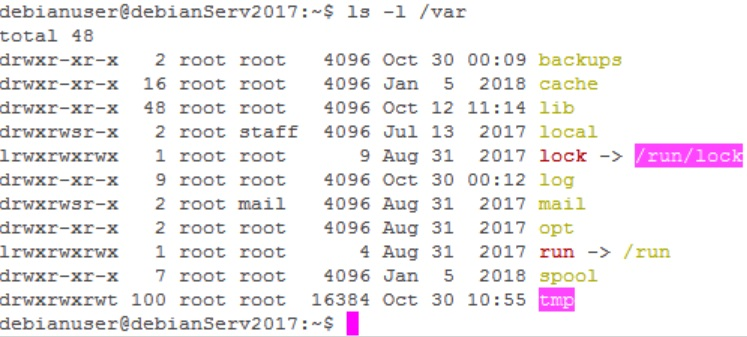 debianuser@debianServ2017:~$ ls -l /var
total 48
drwxr-xr-x   2 root root   4096 Oct 30 00:09 backups
drwxr-xr-x  16 root root   4096 Jan  5  2018 cache
drwxr-xr-x  48 root root   4096 Oct 12 11:14 lib
drwxrwsr-x   2 root staff  4096 Jul 13  2017 local
lrwxrwxrwx   1 root root      9 Aug 31  2017 lock -> /run/lock
drwxr-xr-x   9 root root   4096 Oct 30 00:12 log
drwxrwsr-x   2 root mail   4096 Aug 31  2017 mail
drwxr-xr-x   2 root root   4096 Aug 31  2017 opt
lrwxrwxrwx   1 root root      4 Aug 31  2017 run -> /run
drwxr-xr-x   7 root root   4096 Jan  5  2018 spool
drwxrwxrwt 100 root root  16384 Oct 30 10:55 tmp
debianuser@debianServ2017:~$